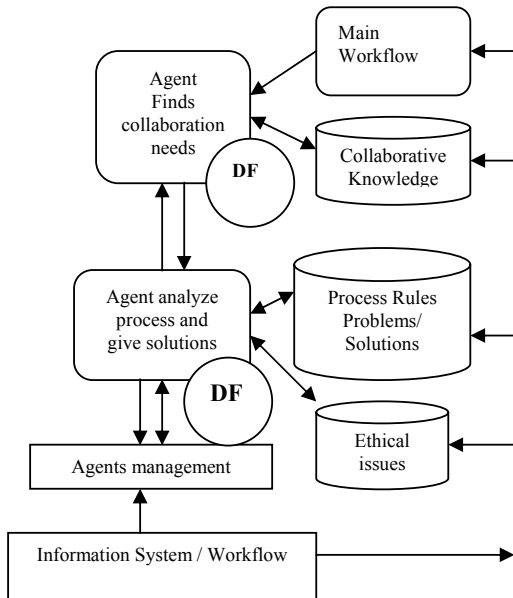 Main
Workflow
Agent
Finds
collaboration
needs
DF
Collaborative
Knowledge
Agent analyze
process and
give solutions
DF
Process Rules
Problems/
Solutions
Ethical
issues
Agents management
Information System / Workflow